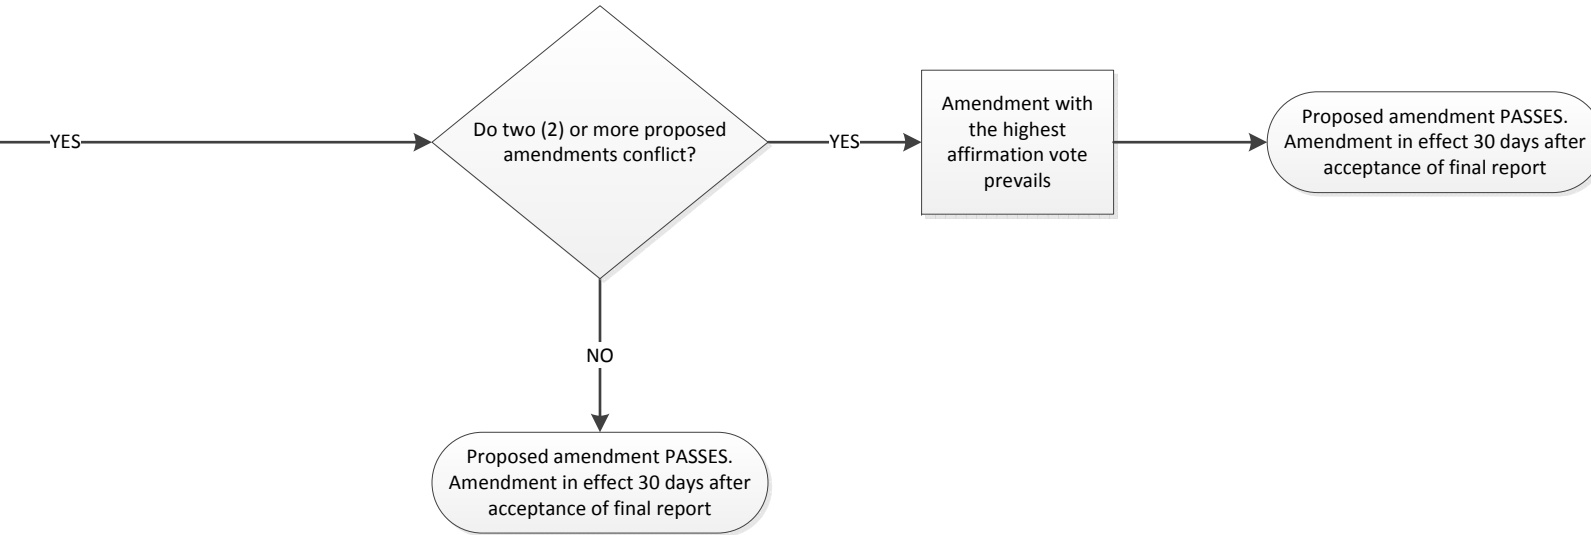 YES
Do two (2) or more proposed
amendments conflict?
YES
Amendment with
the highest
affirmation vote
prevails
Proposed amendment PASSES.
Amendment in effect 30 days after
acceptance of final report
NO
Proposed amendment PASSES.
Amendment in effect 30 days after
acceptance of final report